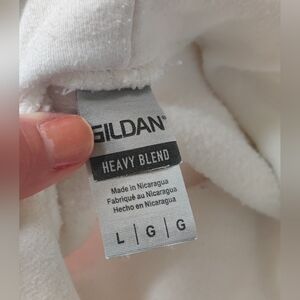 GILDAN®
HEAVY BLEND
Made in Nicaragua
Fabriqué au Nicaragua
Hecho en Nicaragua
L | G | G